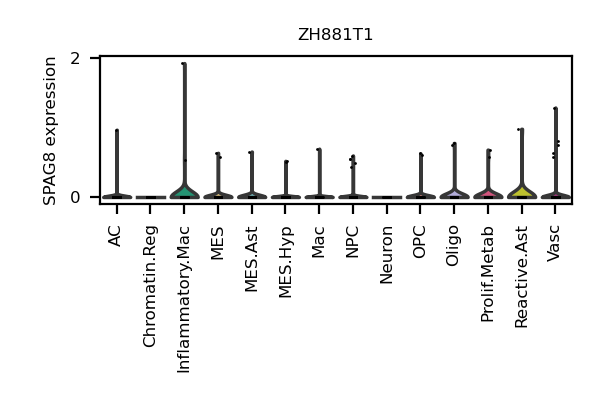 ZH881T1
SPAG8 expression
2
0
AC
Chromatin.Reg
Inflammatory.Mac
MES
MES.Ast
MES.Hyp
Mac
NPC
Neuron
OPC
Oligo
Prolif.Metab
Reactive.Ast
Vasc